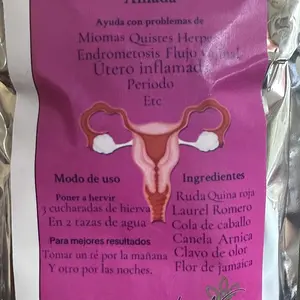 Ayuda con problemas de
Miomas Quistes Herpes
Endrometosis Flujo vaginal
Utero inflamado
Periodo
Etc
Modo de uso
Poner a hervir
3 cucharadas de hierva
En 2 tazas de agua
Para mejores resultados
Tomar un té por la mañana
Y otro por las noches.
Ingredientes
Ruda Quina roja
Laurel Romero
Cola de caballo
Canela Arnica
Clavo de olor
Flor de jamaica